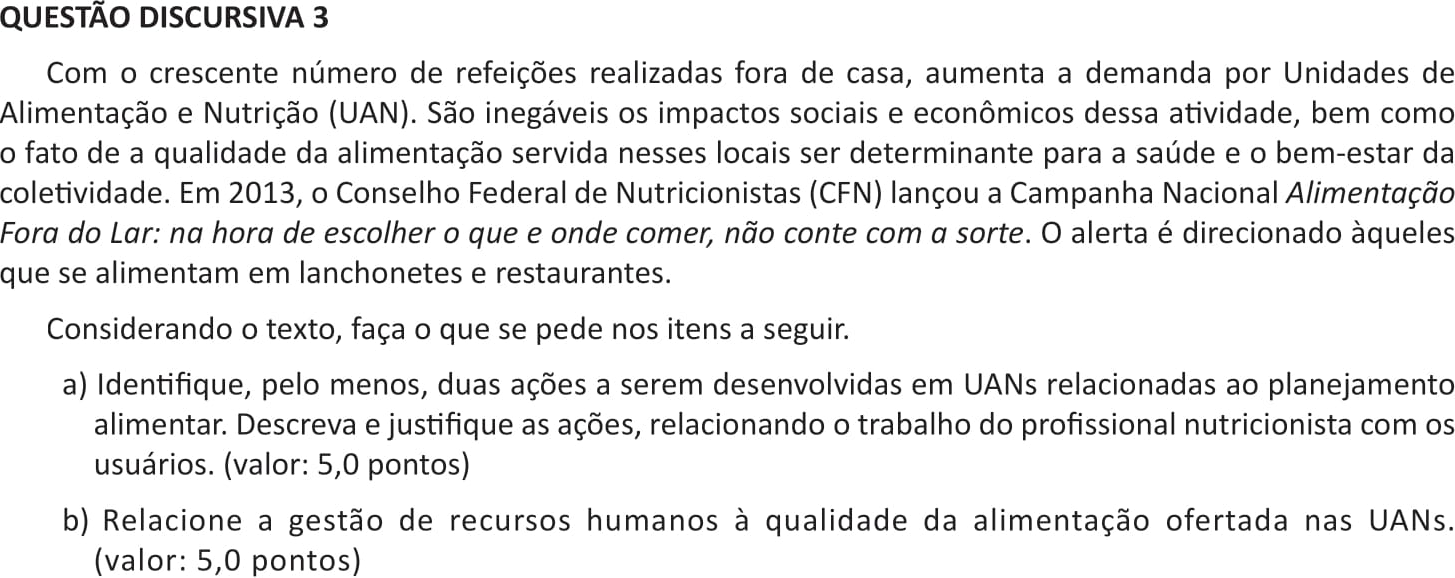 QUESTÃO DISCURSIVA 3
Com o crescente número de refeições realizadas fora de casa, aumenta a demanda por Unidades de
Alimentação e Nutrição (UAN). São inegáveis os impactos sociais e econômicos dessa atividade, bem como
o fato de a qualidade da alimentação servida nesses locais ser determinante para a saúde e o bem-estar da
coletividade. Em 2013, o Conselho Federal de Nutricionistas (CFN) lançou a Campanha Nacional Alimentação
Fora do Lar: na hora de escolher o que e onde comer, não conte com a sorte. O alerta é direcionado àqueles
que se alimentam em lanchonetes e restaurantes.
Considerando o texto, faça o que se pede nos itens a seguir.
a) Identifique, pelo menos, duas ações a serem desenvolvidas em UANs relacionadas ao planejamento
alimentar. Descreva e justifique as ações, relacionando o trabalho do profissional nutricionista com os
usuários. (valor: 5,0 pontos)
b) Relacione a gestão de recursos humanos à qualidade da alimentação ofertada nas UANs.
(valor: 5,0 pontos)